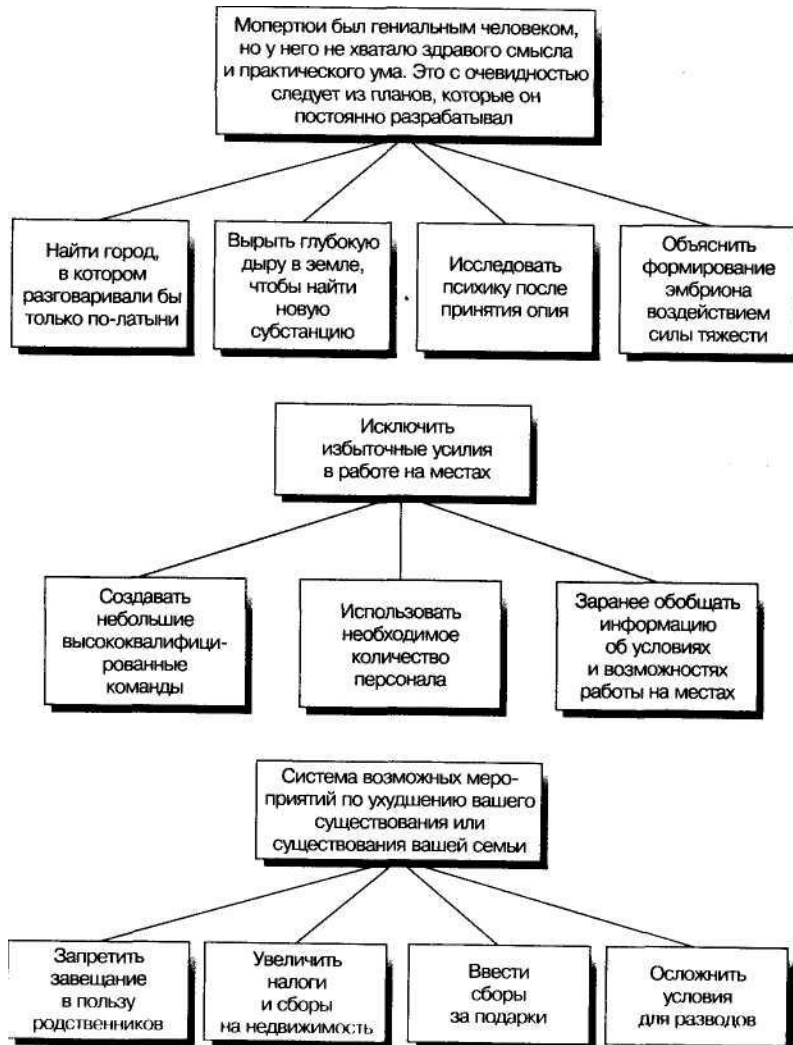 Мопертюи был гениальным человеком,
но у него не хватало здравого смысла
и практического ума. Это с очевидностью
следует из планов, которые он
постоянно разрабатывал
Найти город,
в котором
разговаривали бы
только по-латыни
Вырыть глубокую
дыру в земле,
чтобы найти
новую
субстанцию
Исследовать
психику после
принятия опия
Объяснить
формирование
эмбриона
воздействием
силы тяжести
Исключить
избыточные усилия
в работе на местах
Создавать
небольшие
высококвалифици-
рованные
команды
Использовать
необходимое
количество
персонала
Заранее обобщать
информацию
об условиях
и возможностях
работы на местах
Система возможных меро-
приятий по ухудшению вашего
существования или
существования вашей семьи
Запретить
завещание
в пользу
родственников
Увеличить
налоги
и сборы
на недвижимость
Ввести
сборы
за подарки
Осложнить
условия
для разводов